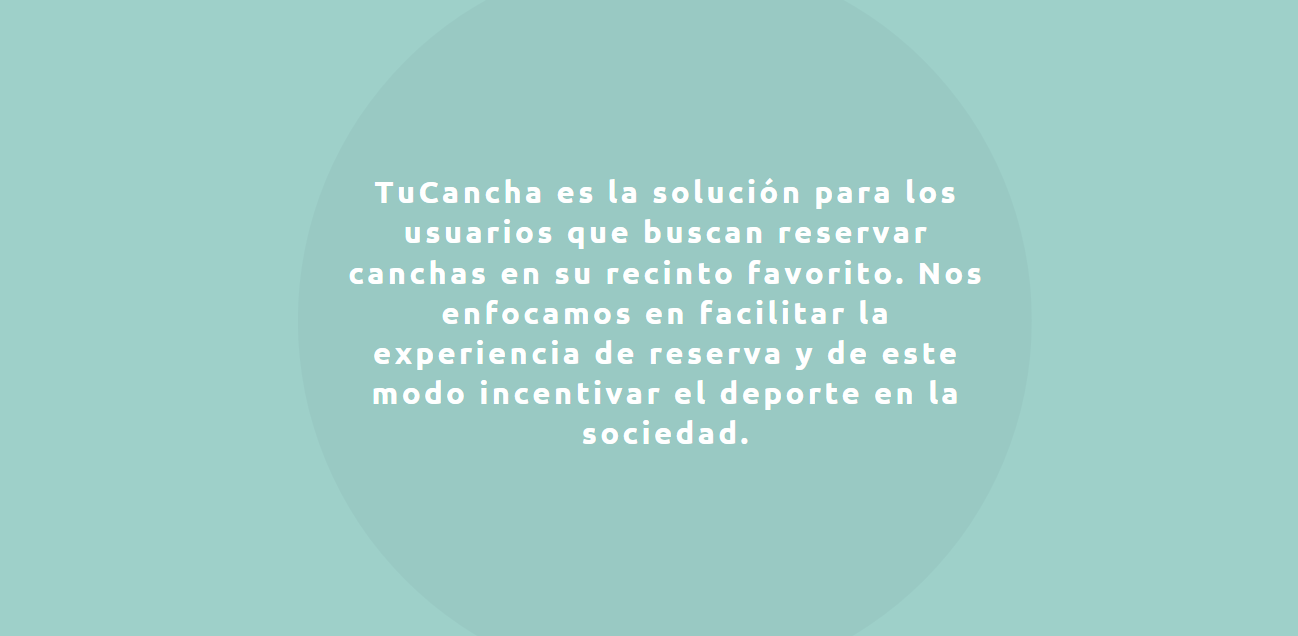 TuCancha es la solución para los
usuarios que buscan reservar
canchas en su recinto favorito. Nos
enfocamos en facilitar la
experiencia de reserva y de este
modo incentivar el deporte en la
sociedad.